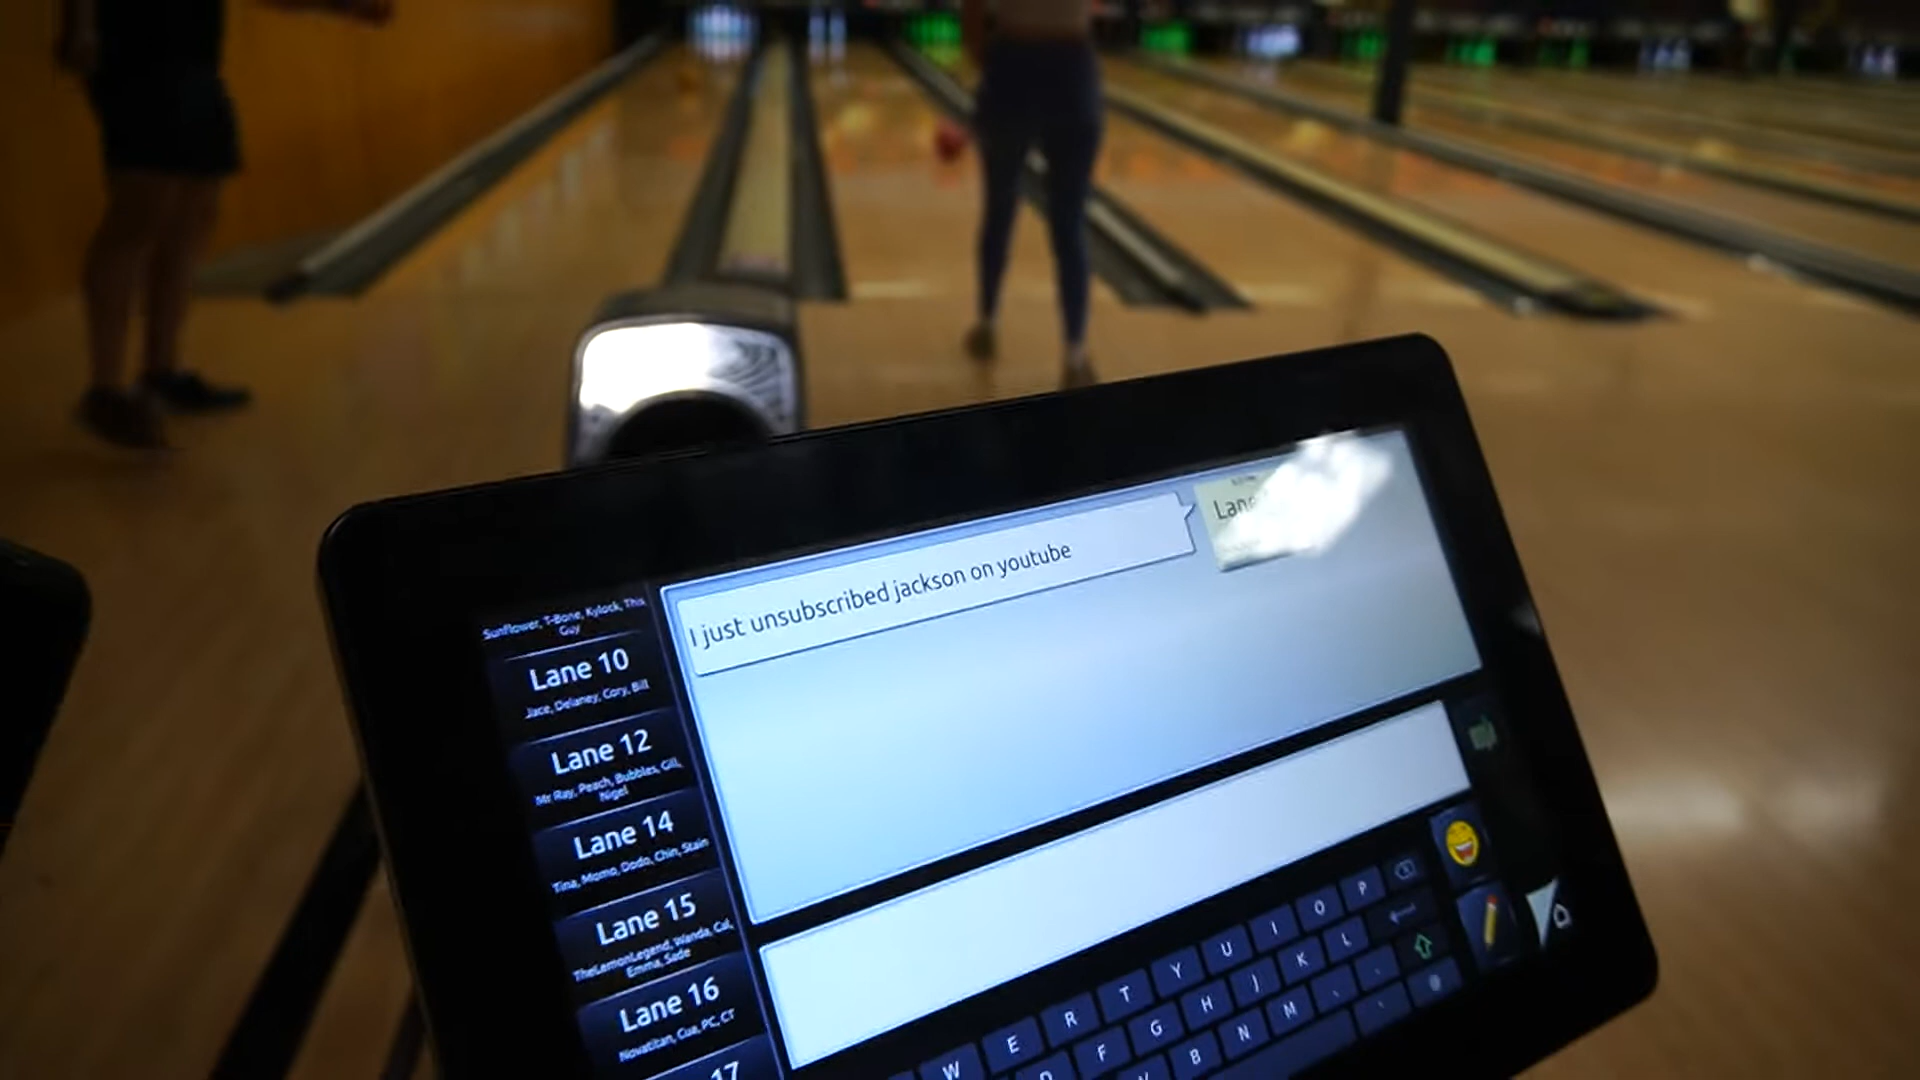 I just unsubscribed jackson on youtube
Sunflower, T-Bone, Kylock, This
Guy
Lane 10
Jace, Delaney, Cory, Bill
Lane 12
Mr Ray, Peach, Bubbles, Gill,
Nigel
Lane 14
Tina, Momo, Dodo, Chin, Stain
Lane 15
TheLemonLegend, Wanda, Cal,
Emma, Sade
Lane 16
Novatitan, Cua, PC, CT
17
W E R T Y U I O P
D F G H J K L
V B N M